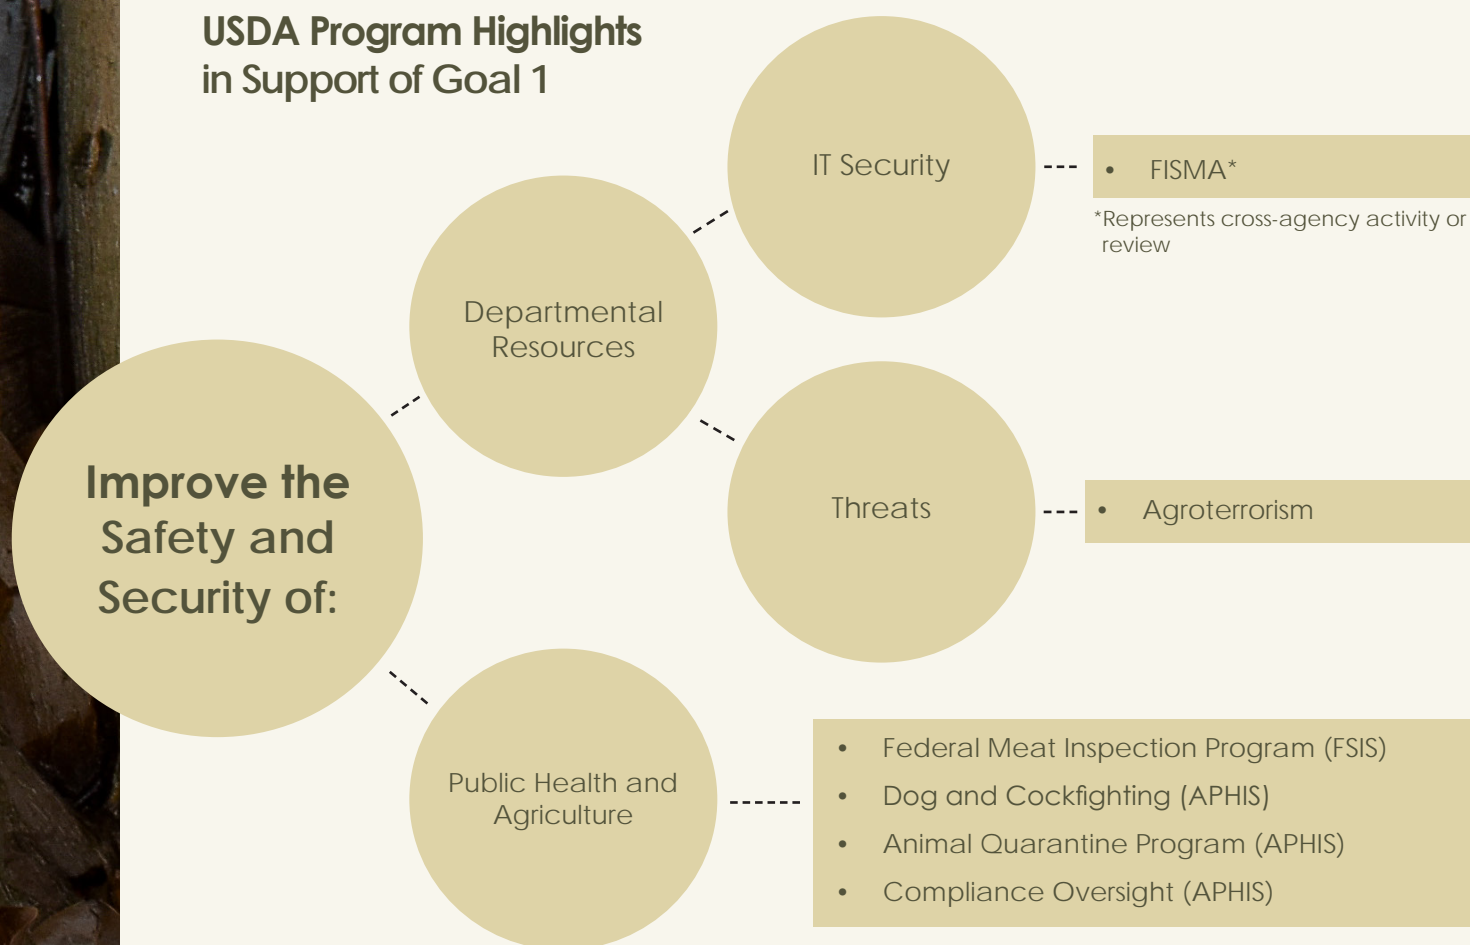 USDA Program Highlights
in Support of Goal 1
IT Security
• FISMA*
*Represents cross-agency activity or
review
Departmental
Resources
Improve the
Safety and
Security of:
Threats
• Agroterrorism
Public Health and
Agriculture
• Federal Meat Inspection Program (FSIS)
• Dog and Cockfighting (APHIS)
• Animal Quarantine Program (APHIS)
• Compliance Oversight (APHIS)